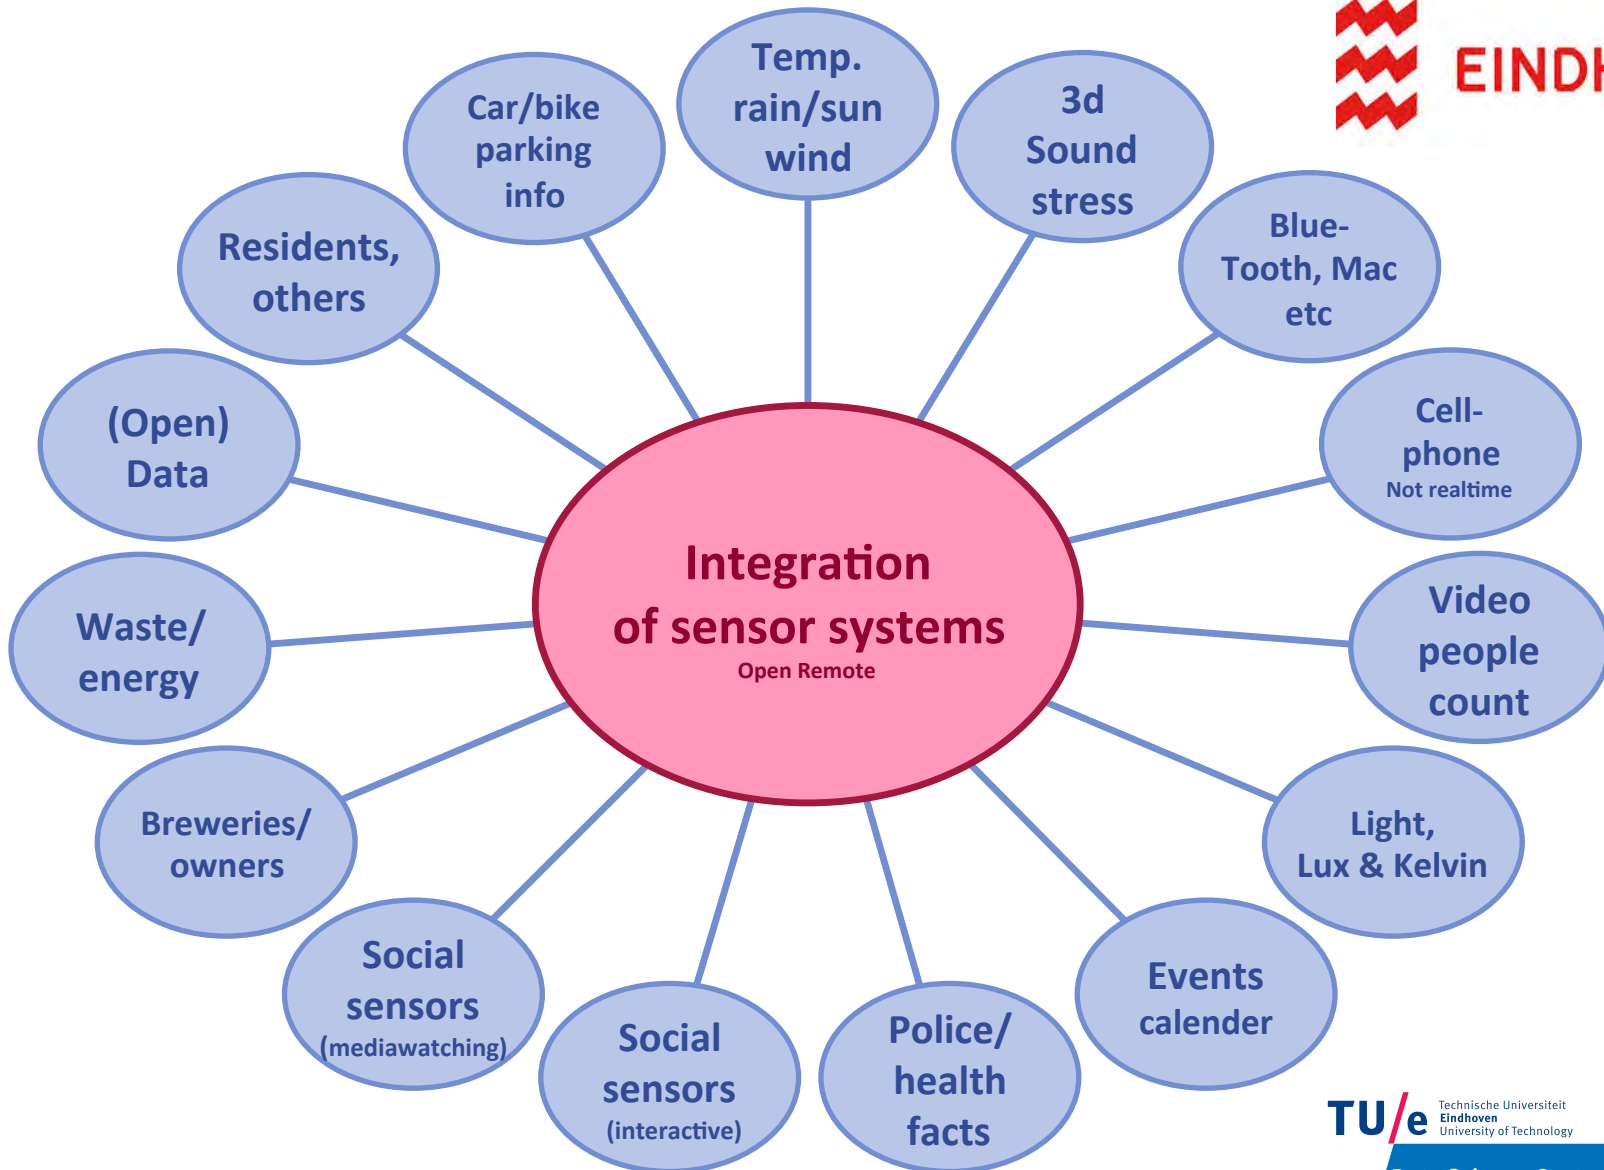 Temp.
rain/sun
wind
3d
Sound
stress
Blue-
Tooth, Mac
etc
Cell-
phone
Not realtime
Video
people
count
Light,
Lux & Kelvin
Events
calender
Police/
health
facts
Social
sensors
(interactive)
Social
sensors
(mediawatching)
Breweries/
owners
Waste/
energy
(Open)
Data
Residents,
others
Car/bike
parking
info
Integration
of sensor systems
Open Remote
TU/e
Technische Universiteit
Eindhoven
University of Technology